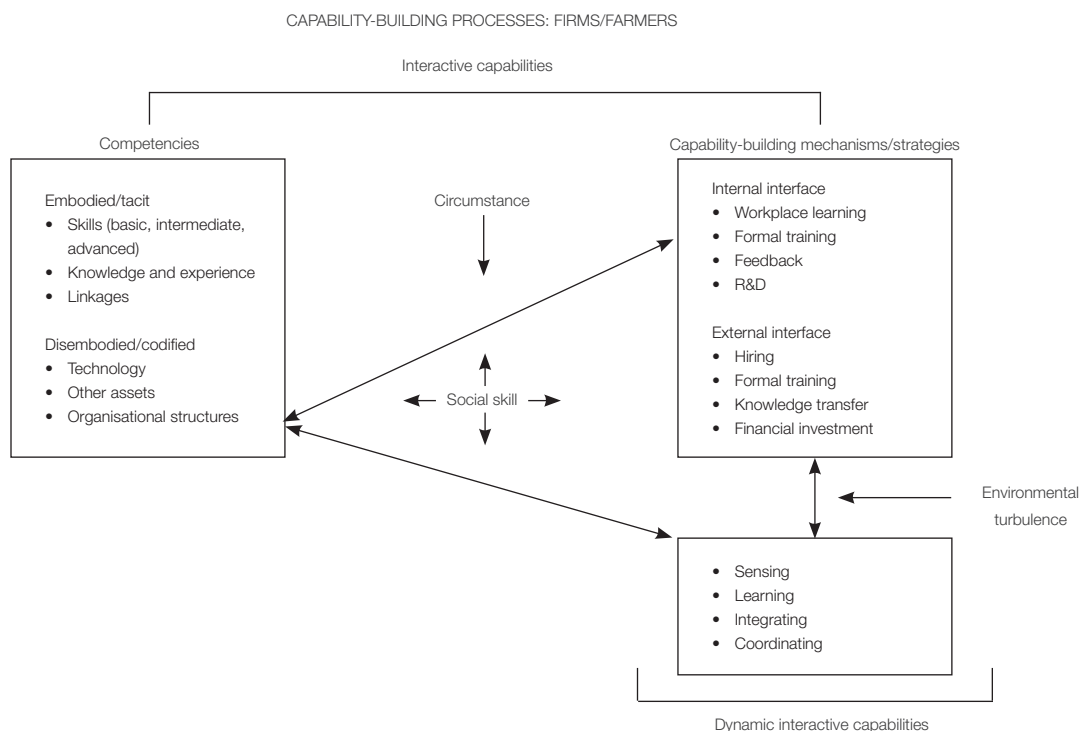 CAPABILITY-BUILDING PROCESSES: FIRMS/FARMERS
Interactive capabilities
Competencies
Embodied/tacit
• Skills (basic, intermediate,
advanced)
• Knowledge and experience
• Linkages
Disembodied/codified
• Technology
• Other assets
• Organisational structures
Circumstance
Social skill
Capability-building mechanisms/strategies
Internal interface
• Workplace learning
• Formal training
• Feedback
• R&D
External interface
• Hiring
• Formal training
• Knowledge transfer
• Financial investment
Environmental
turbulence
• Sensing
• Learning
• Integrating
• Coordinating
Dynamic interactive capabilities